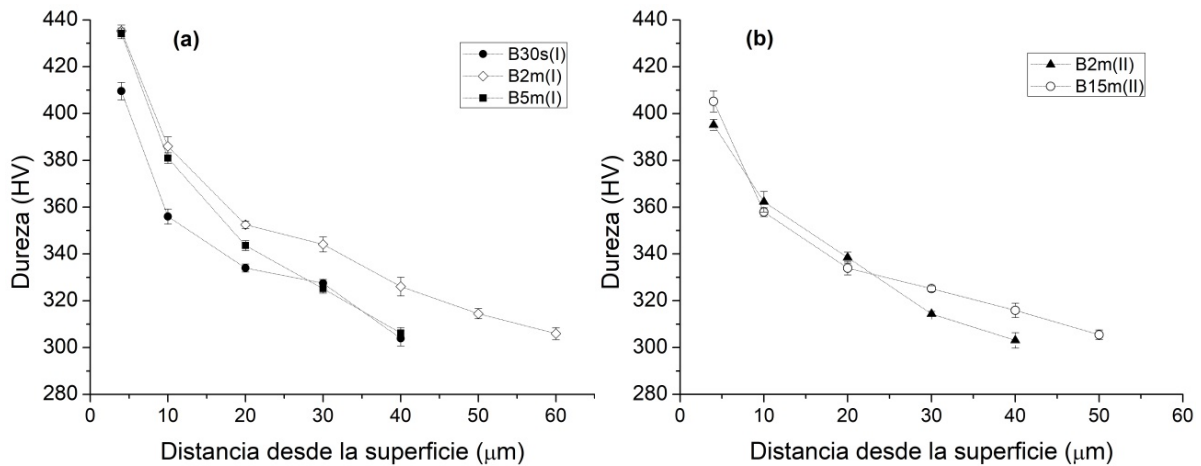 440
420
400
380
360
340
320
300
280
Dureza (HV)
(a)
B30s(I)
B2m(I)
B5m(I)
0 10 20 30 40 50 60
Distancia desde la superficie (μm)
440
420
400
380
360
340
320
300
280
Dureza (HV)
(b)
B2m(II)
B15m(II)
0 10 20 30 40 50 60
Distancia desde la superficie (μm)